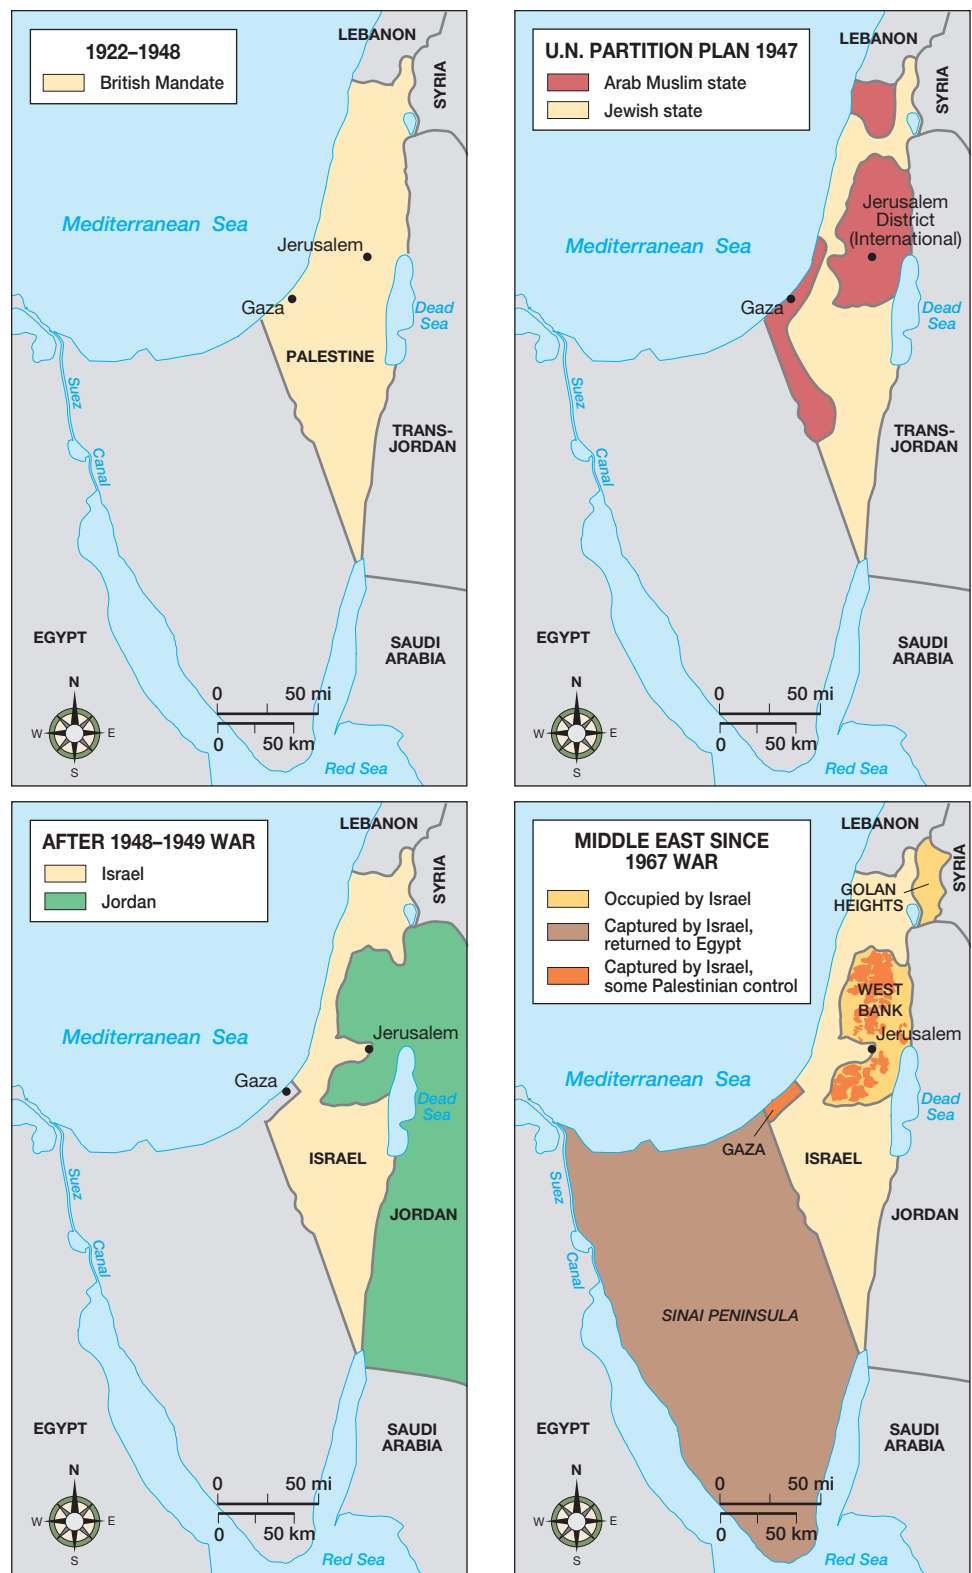 1922–1948
British Mandate
LEBANON
SYRIA
Mediterranean Sea
Jerusalem
Gaza
Dead
Sea
PALESTINE
Suez
Canal
TRANS-
JORDAN
EGYPT
SAUDI
ARABIA
N
W
E
S
0
50 mi
0
50 km
Red Sea
U.N. PARTITION PLAN 1947
Arab Muslim state
Jewish state
LEBANON
SYRIA
Mediterranean Sea
Jerusalem
District
(International)
Gaza
Dead
Sea
Suez
Canal
TRANS-
JORDAN
EGYPT
SAUDI
ARABIA
N
W
E
S
0
50 mi
0
50 km
Red Sea
AFTER 1948–1949 WAR
Israel
Jordan
LEBANON
SYRIA
Mediterranean Sea
Jerusalem
Gaza
Dead
Sea
ISRAEL
Suez
Canal
JORDAN
EGYPT
SAUDI
ARABIA
N
W
E
S
0
50 mi
0
50 km
Red Sea
MIDDLE EAST SINCE
1967 WAR
Occupied by Israel
Captured by Israel,
returned to Egypt
Captured by Israel,
some Palestinian control
LEBANON
SYRIA
GOLAN
HEIGHTS
WEST
BANK
Jerusalem
Mediterranean Sea
Dead
Sea
GAZA
ISRAEL
Suez
Canal
JORDAN
SINAI PENINSULA
EGYPT
SAUDI
ARABIA
N
W
E
S
0
50 mi
0
50 km
Red Sea